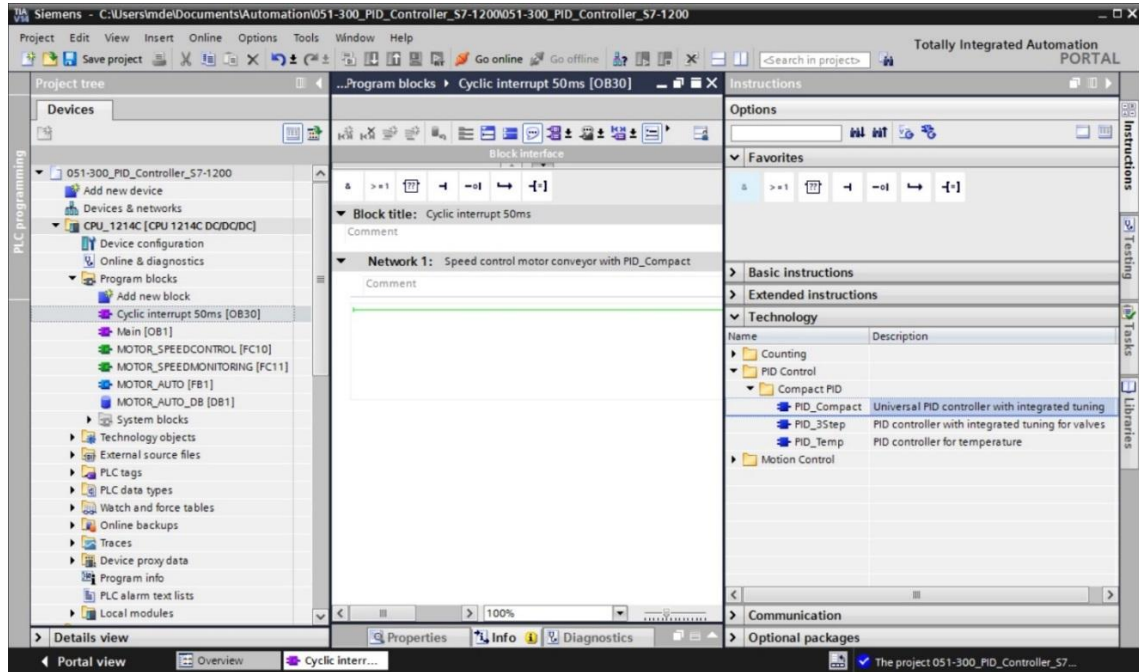 Siemens - C:\Users\mde\Documents\Automation\051-300_PID_Controller_S7-1200\051-300_PID_Controller_S7-1200
Project Edit View Insert Online Options Tools Window Help
Totally Integrated Automation
PORTAL
Save project
Go online
Go offline
<Search in project>
Project tree
...Program blocks Cyclic interrupt 50ms [OB30]
Instructions
Devices
Options
PLC programming
Block interface
Favorites
& >=1 ?? -| -o| -[=]
& >=1 ?? -| -o| -[=]
051-300_PID_Controller_S7-1200
Add new device
Devices & networks
CPU_1214C [CPU 1214C DC/DC/DC]
Device configuration
Online & diagnostics
Program blocks
Add new block
Cyclic interrupt 50ms [OB30]
Main [OB1]
MOTOR_SPEEDCONTROL [FC10]
MOTOR_SPEEDMONITORING [FC11]
MOTOR_AUTO [FB1]
MOTOR_AUTO_DB [DB1]
System blocks
Technology objects
External source files
PLC tags
PLC data types
Watch and force tables
Online backups
Traces
Device proxy data
Program info
PLC alarm text lists
Local modules
Details view
Block title: Cyclic interrupt 50ms
Comment
Network 1: Speed control motor conveyor with PID_Compact
Comment
100%
Properties
Info
Diagnostics
Basic instructions
Extended instructions
Technology
Name Description
Counting
PID Control
Compact PID
PID_Compact Universal PID controller with integrated tuning
PID_3Step PID controller with integrated tuning for valves
PID_Temp PID controller for temperature
Motion Control
Communication
Optional packages
Instructions
Testing
Tasks
Libraries
Portal view
Overview
Cyclic interr...
The project 051-300_PID_Controller_S7...